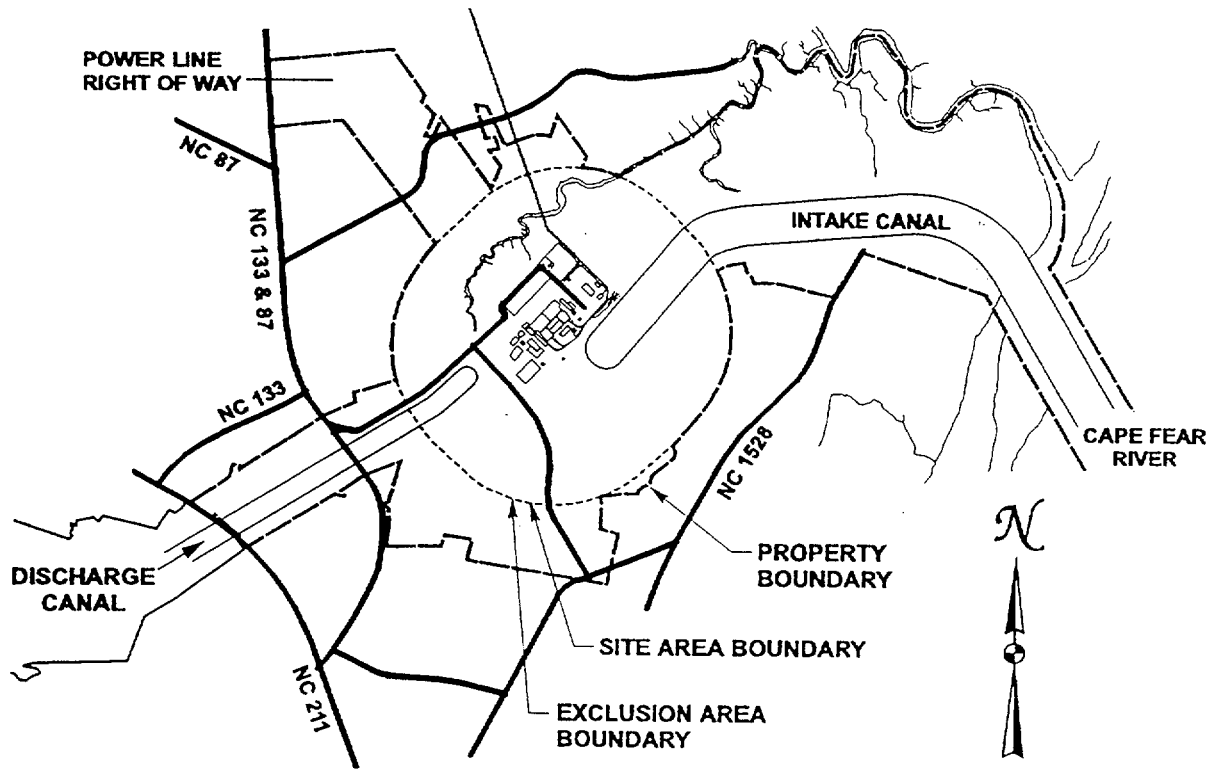 POWER LINE
RIGHT OF WAY
NC 87
NC 133 & 87
INTAKE CANAL
NC 133
CAPE FEAR
RIVER
NC 1528
N
DISCHARGE
CANAL
PROPERTY
BOUNDARY
SITE AREA BOUNDARY
NC 211
EXCLUSION AREA
BOUNDARY